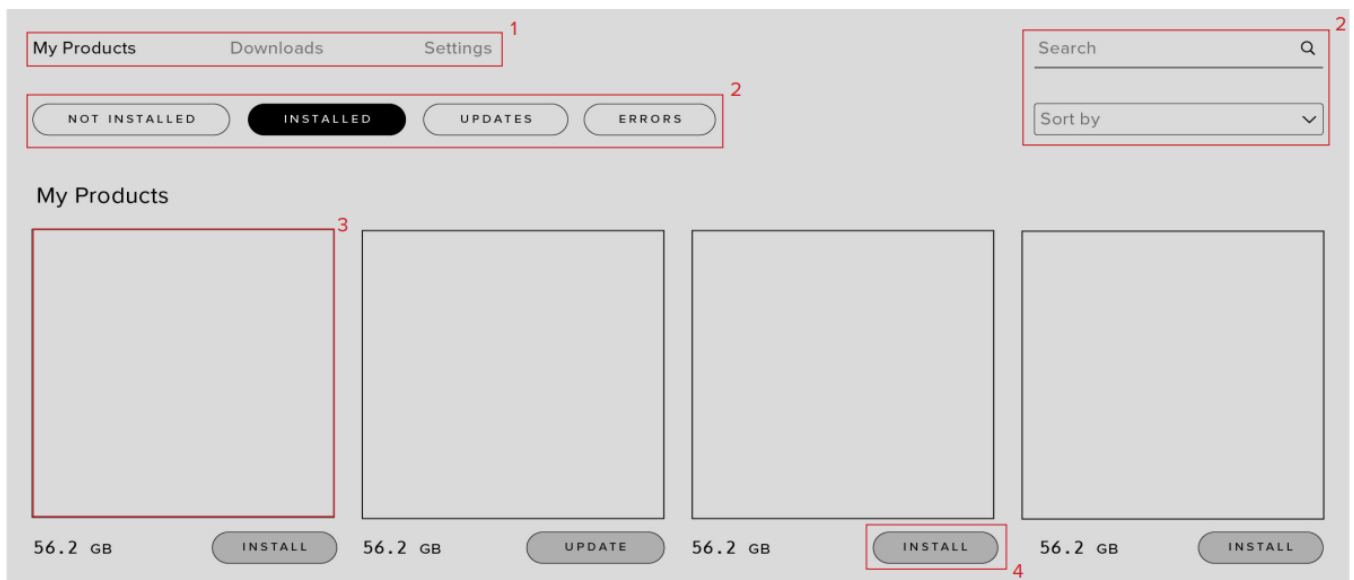 1
My Products Downloads Settings
2
Search
2
NOT INSTALLED INSTALLED UPDATES ERRORS
Sort by
My Products
3
56.2 GB INSTALL 56.2 GB UPDATE 56.2 GB INSTALL 56.2 GB INSTALL
4